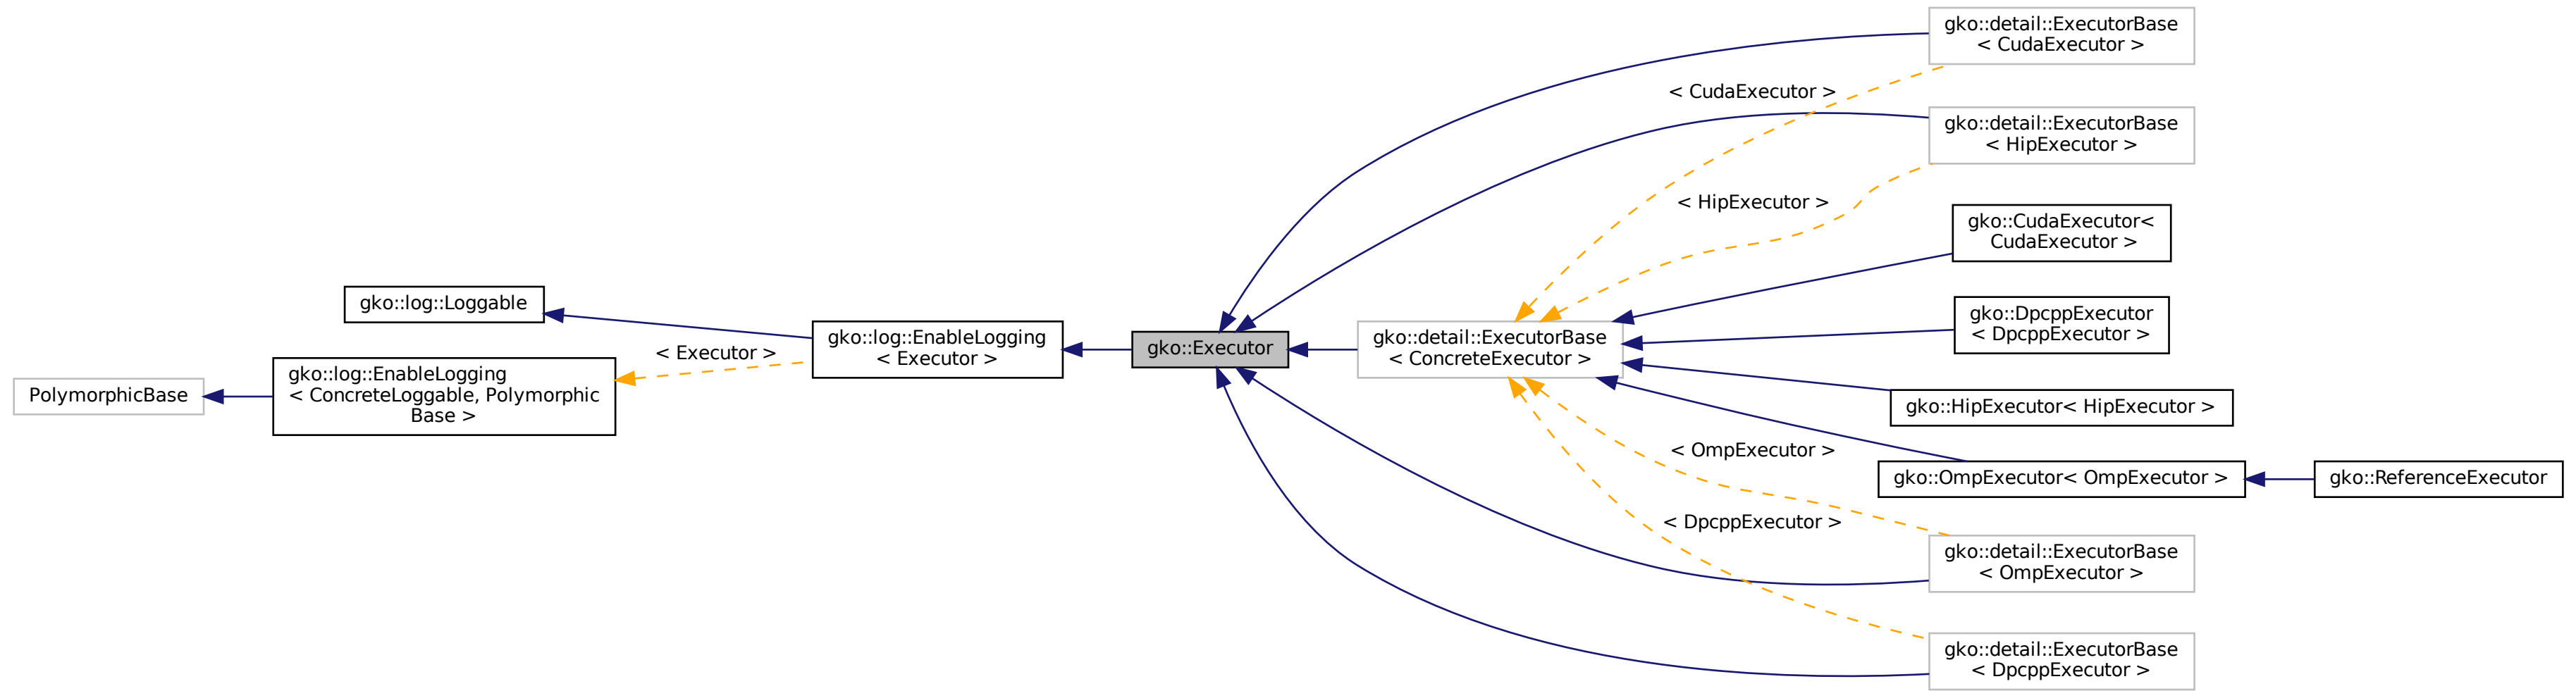 gko::detail::ExecutorBase
< CudaExecutor >
< CudaExecutor >
gko::detail::ExecutorBase
< HipExecutor >
< HipExecutor >
gko::CudaExecutor<
CudaExecutor >
gko::log::Loggable
gko::DpcppExecutor
< DpcppExecutor >
gko::log::EnableLogging
< Executor >
gko::Executor
gko::detail::ExecutorBase
< ConcreteExecutor >
< Executor >
PolymorphicBase
gko::log::EnableLogging
< ConcreteLoggable, Polymorphic
Base >
gko::HipExecutor< HipExecutor >
< OmpExecutor >
gko::OmpExecutor< OmpExecutor >
gko::ReferenceExecutor
< DpcppExecutor >
gko::detail::ExecutorBase
< OmpExecutor >
gko::detail::ExecutorBase
< DpcppExecutor >